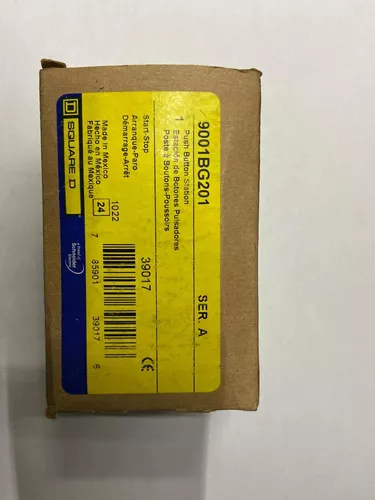 9001BG201
SER. A
1 Push Button Station
Estación de Botones Pulsadores
Poste à Boutons-Poussoirs
Start-Stop
Arranque-Paro
Démarrage-Arrêt
39017
1022
24
Made in Mexico
Hecho en México
Fabriqué au Mexique
7 85901 39017 6
CE
D SQUARE D
Schneider
Electric